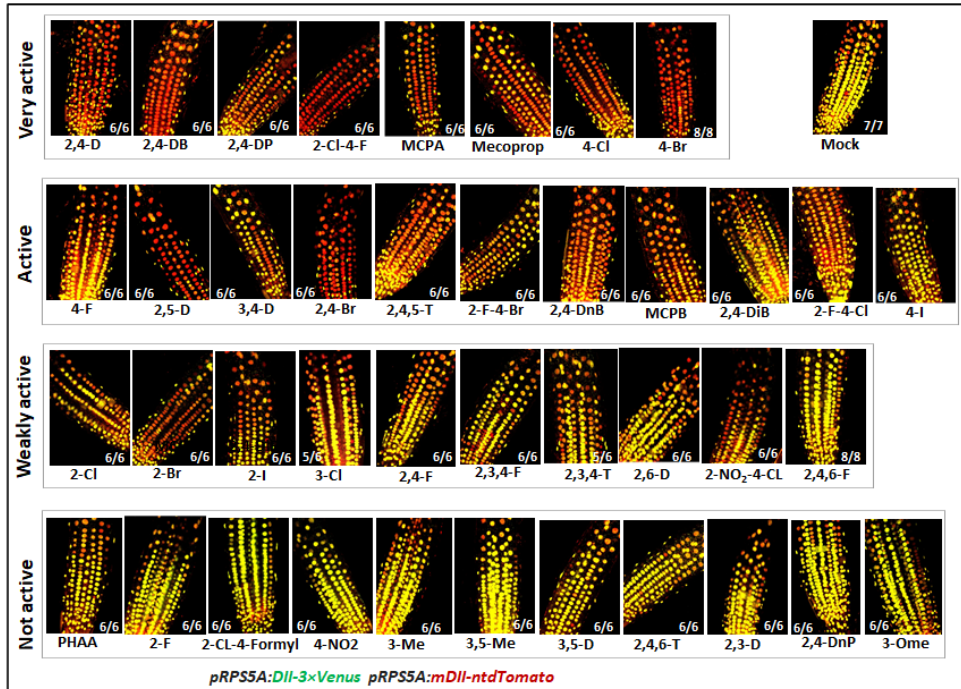 Very active
6/6 6/6 6/6 6/6 6/6 6/6 6/6 8/8 7/7
2,4-D 2,4-DB 2,4-DP 2-Cl-4-F MCPA Mecoprop 4-Cl 4-Br Mock
Active
6/6 6/6 6/6 6/6 6/6 6/6 6/6 6/6 6/6 6/6 6/6
4-F 2,5-D 3,4-D 2,4-Br 2,4,5-T 2-F-4-Br 2,4-DnB MCPB 2,4-DiB 2-F-4-Cl 4-I
Weakly active
6/6 6/6 6/6 5/6 6/6 6/6 5/6 6/6 6/6 8/8
2-Cl 2-Br 2-I 3-Cl 2,4-F 2,3,4-F 2,3,4-T 2,6-D 2-NO₂-4-CL 2,4,6-F
Not active
6/6 6/6 6/6 6/6 6/6 6/6 6/6 6/6 6/6 6/6 6/6
PHAA 2-F 2-CL-4-Formyl 4-NO2 3-Me 3,5-Me 3,5-D 2,4,6-T 2,3-D 2,4-DnP 3-Ome
pRPS5A:DII-3×Venus pRPS5A:mDII-ntdTomato